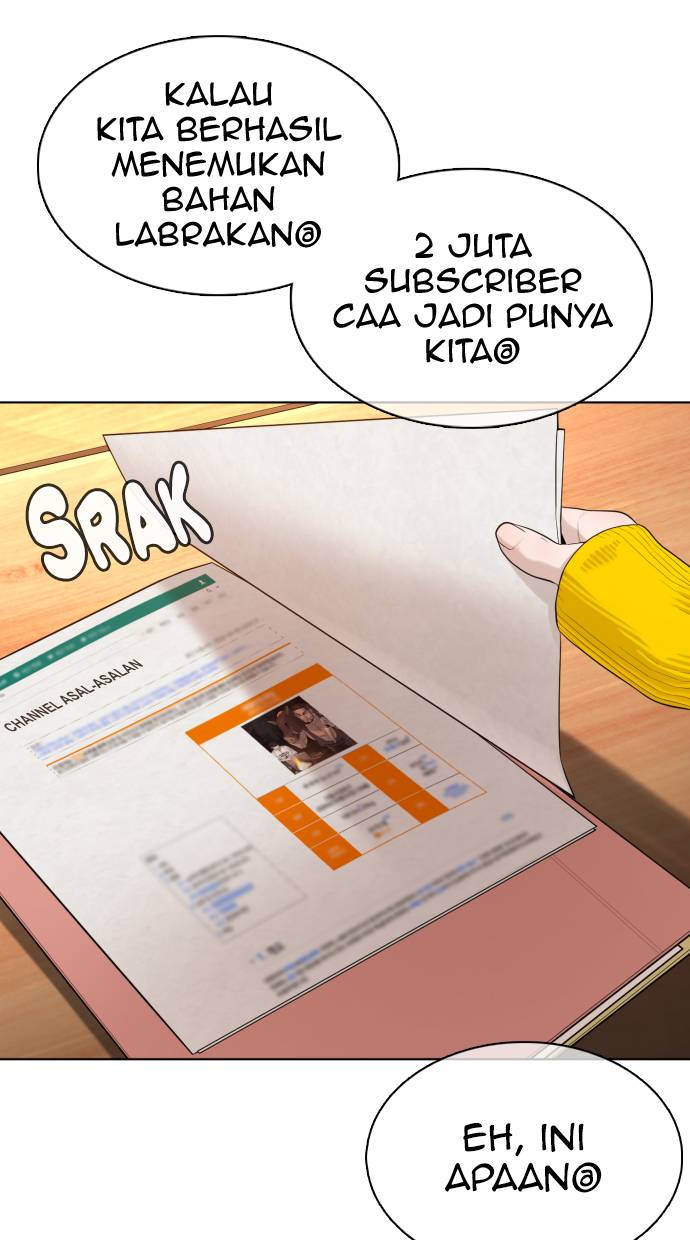 KALAU
KITA BERHASIL
MENEMUKAN
BAHAN
LABRAKAN@
2 JUTA
SUBSCRIBER
CAA JADI PUNYA
KITA@
SRAK
CHANNEL ASAL-ASALAN
EH, INI
APAAN@